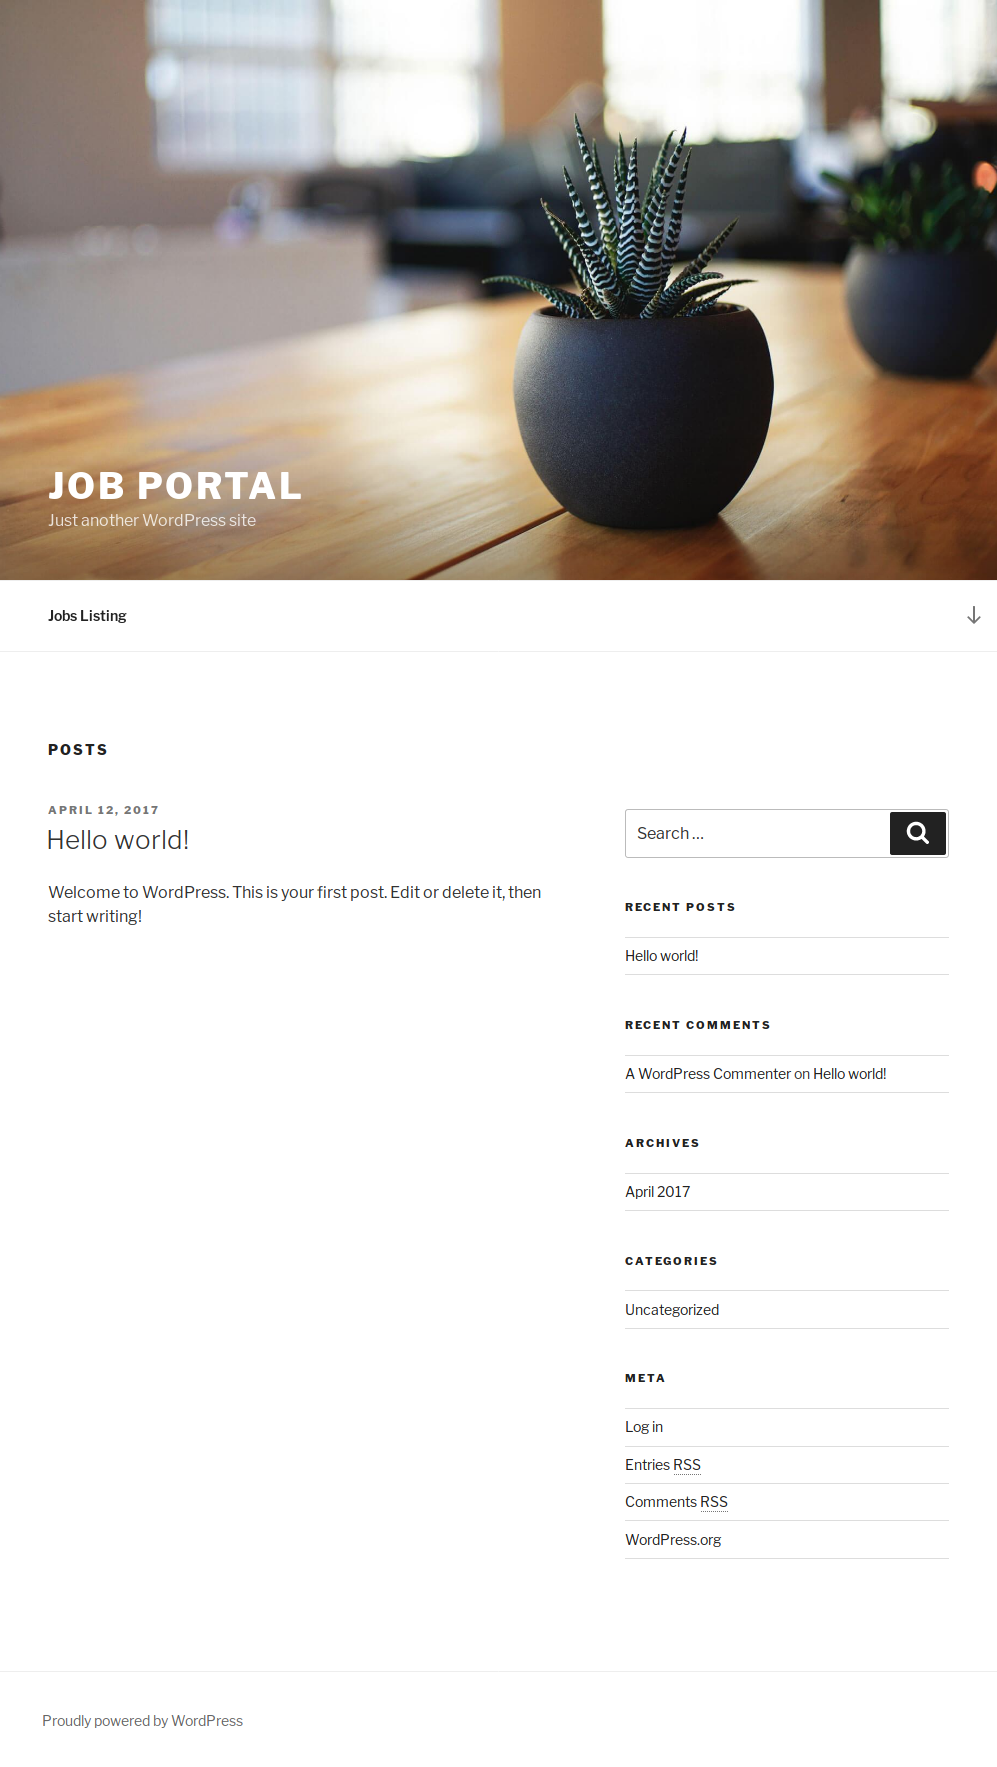 JOB PORTAL
Just another WordPress site
Jobs Listing
POSTS
APRIL 12, 2017
Hello world!
Welcome to WordPress. This is your first post. Edit or delete it, then
start writing!
Search …
RECENT POSTS
Hello world!
RECENT COMMENTS
A WordPress Commenter on Hello world!
ARCHIVES
April 2017
CATEGORIES
Uncategorized
META
Log in
Entries RSS
Comments RSS
WordPress.org
Proudly powered by WordPress